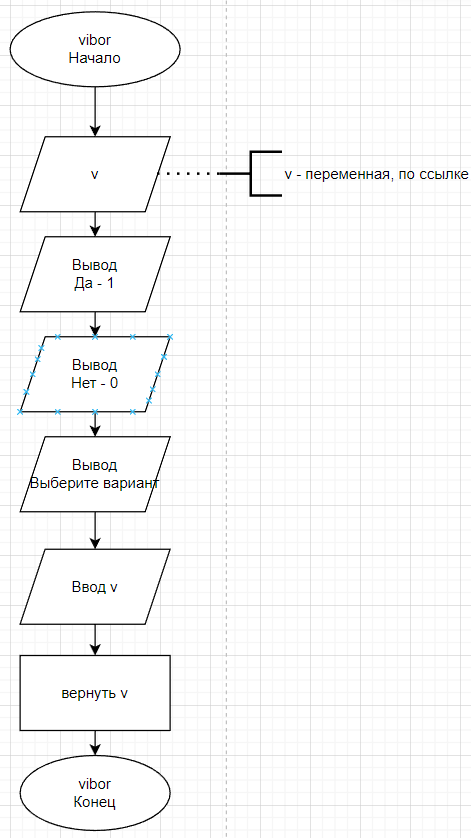 vibor
Начало
v
v - переменная, по ссылке
Вывод
Да - 1
Вывод
Нет - 0
Вывод
Выберите вариант
Ввод v
вернуть v
vibor
Конец